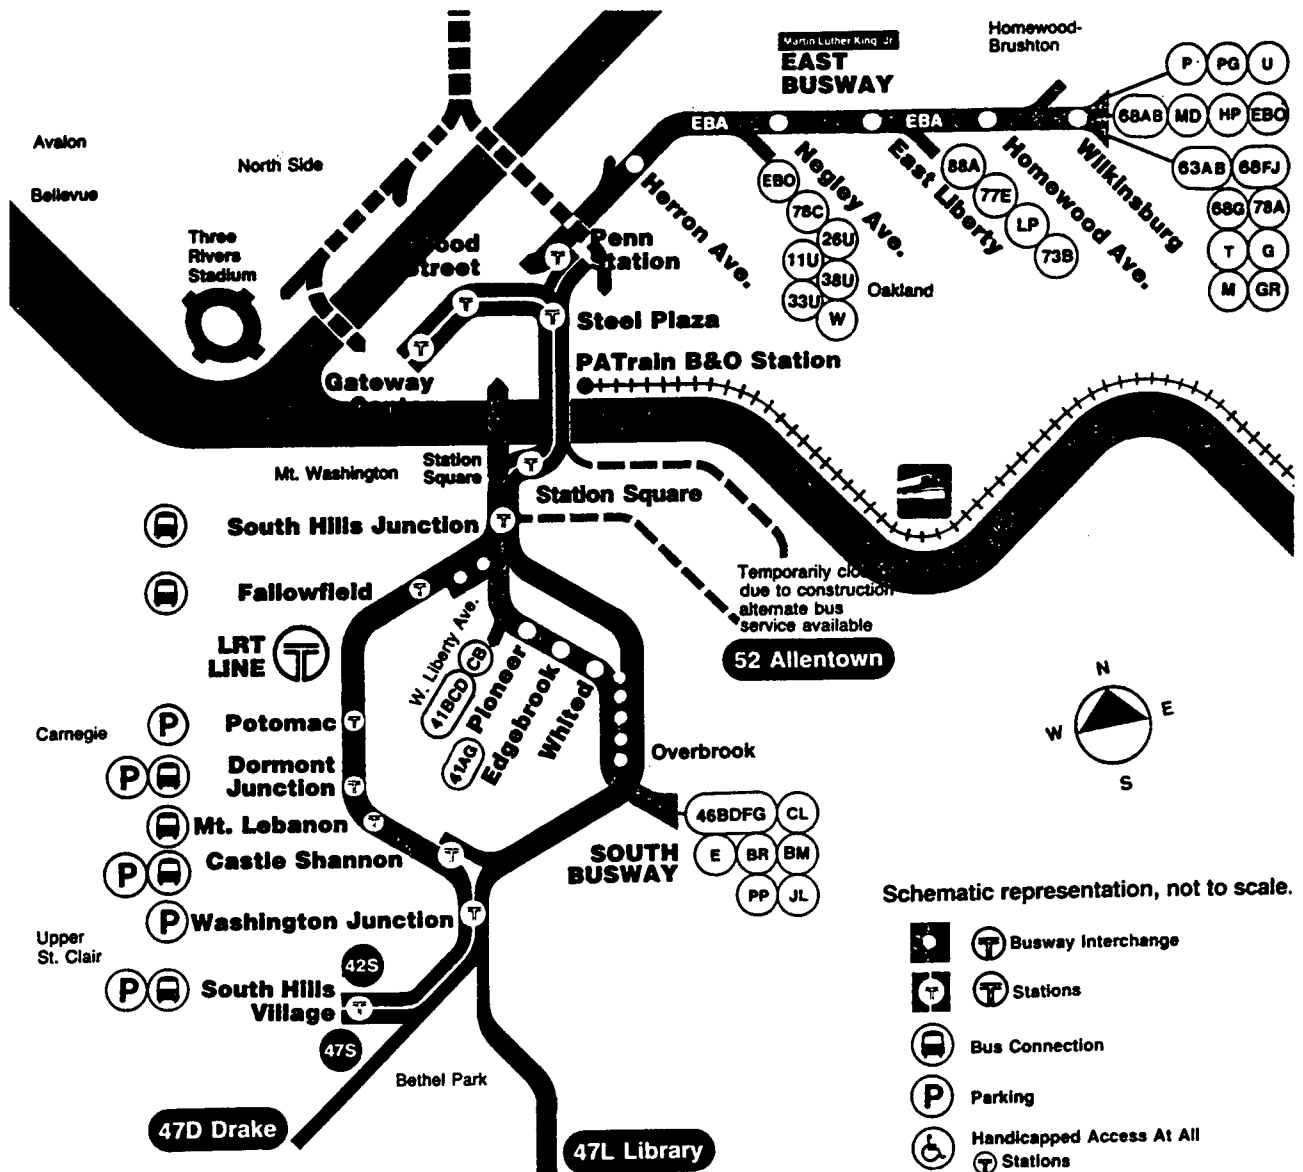 Homewood-
Brushton
Martin Luther King, Jr.
EAST
BUSWAY
P
PG
U
68AB
MD
HP
EBO
63AB
68FJ
68G
78A
T
G
M
GR
EBA
EBA
Avalon
Bellevue
North Side
Three
Rivers
Stadium
Herron Ave.
Negley Ave.
East Liberty
Homewood Ave.
Wilkinsburg
EBO
78C
26U
11U
38U
33U
W
Oakland
88A
77E
LP
73B
Penn
Station
Steel Plaza
PATrain B&O Station
Gateway
Mt. Washington
Station
Square
Station Square
South Hills Junction
Fallowfield
LRT
LINE
W. Liberty Ave.
CB
41BCD
41AG
Pioneer
Edgebrook
Whited
Temporarily
due to construction
alternate bus
service available
52 Allentown
N
E
W
S
Carnegie
P
Potomac
P
Dormont
Junction
Mt. Lebanon
P
Castle Shannon
P
Washington Junction
Overbrook
46BDFG
CL
E
BR
BM
PP
JL
SOUTH
BUSWAY
Upper
St. Clair
P
South Hills
Village
42S
47S
Bethel Park
47D Drake
47L Library
Schematic representation, not to scale.
Busway Interchange
Stations
Bus Connection
P
Parking
Handicapped Access At All
Stations